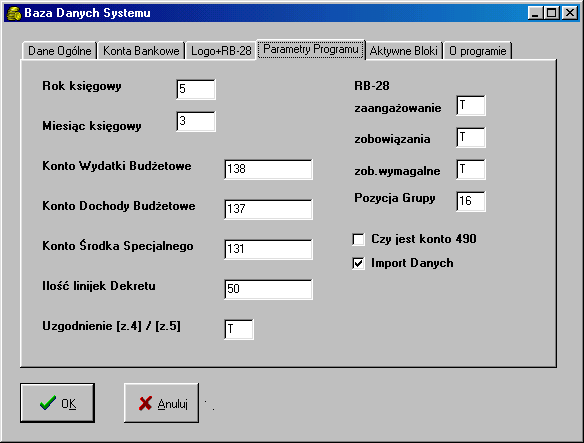 Baza Danych Systemu
Dane Ogólne Konta Bankowe Logo+RB-28 Parametry Programu Aktywne Bloki O programie
Rok księgowy 5
Miesiąc księgowy 3
Konto Wydatki Budżetowe 138
Konto Dochody Budżetowe 137
Konto Środka Specjalnego 131
Ilość linijek Dekretu 50
Uzgodnienie [z.4] / [z.5] T
RB-28
zaangażowanie T
zobowiązania T
zob.wymagalne T
Pozycja Grupy 16
Czy jest konto 490
Import Danych
OK
Anuluj